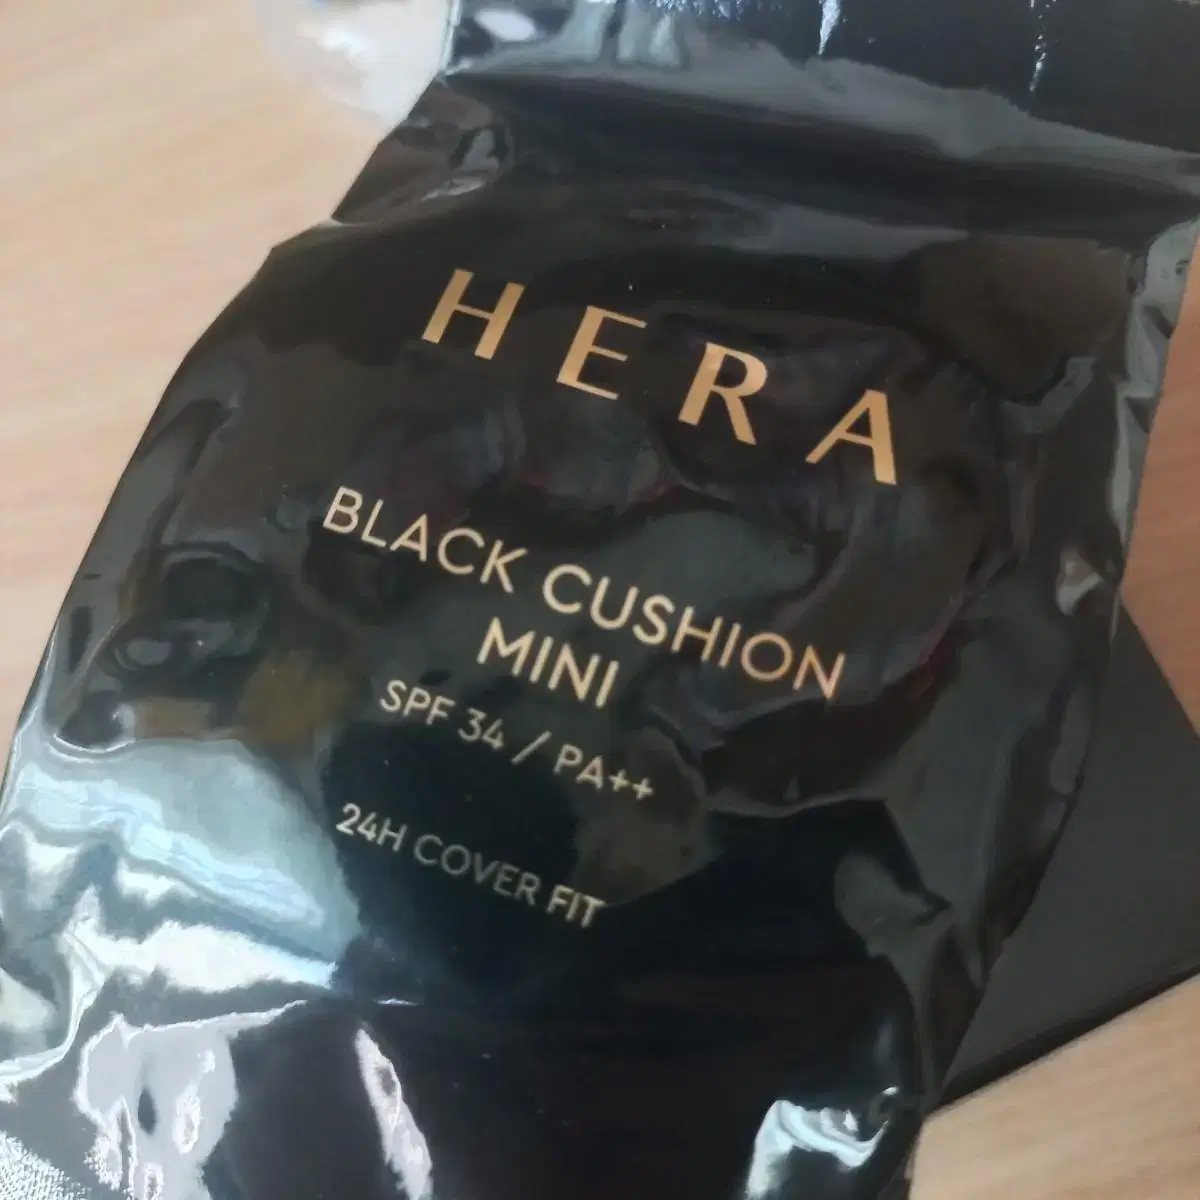 HERA
BLACK CUSHION
MINI
SPF 34 / PA++
24H COVER FIT